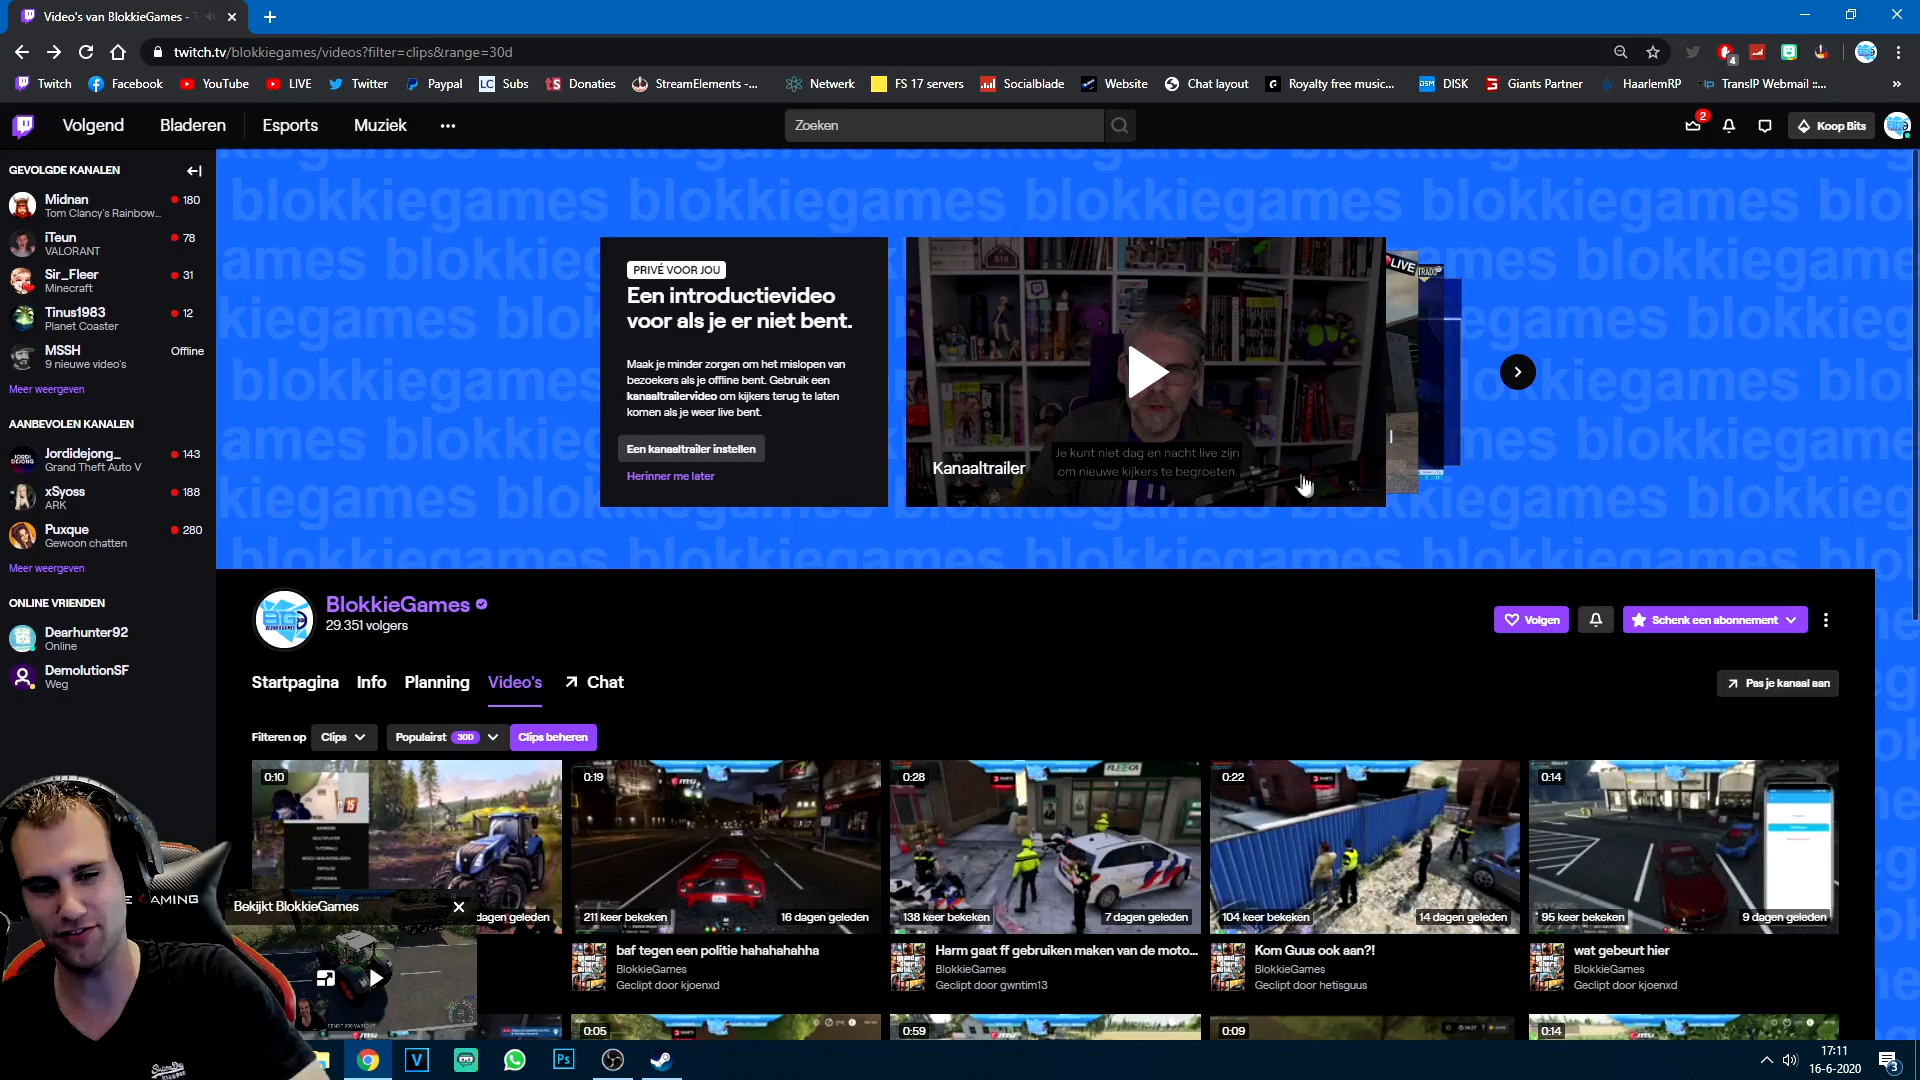 Video's van BlokkieGames -
twitch.tv/blokkiegames/videos?filter=clips&range=30d
4
Twitch
Facebook
YouTube
LIVE
Twitter
Paypal
LC Subs
tS Donaties
StreamElements -...
Netwerk
FS 17 servers
Socialblade
Website
Chat layout
Royalty free music...
DISK
Giants Partner
HaarlemRP
TransIP Webmail ::...
Volgend
Bladeren
Esports
Muziek
Zoeken
2
Koop Bits
GEVOLGDE KANALEN
Midnan
180
Tom Clancy's Rainbow...
iTeun
78
VALORANT
Sir_Fleer
31
Minecraft
Tinus1983
12
Planet Coaster
MSSH
Offline
9 nieuwe video's
Meer weergeven
AANBEVOLEN KANALEN
Jordidejong_
143
Grand Theft Auto V
xSyoss
188
ARK
Puxque
280
Gewoon chatten
Meer weergeven
ONLINE VRIENDEN
Dearhunter92
Online
DemolutionSF
Weg
blokkiegames blokkiegames blokkiegames blokkiegames blo
PRIVÉ VOOR JOU
Een introductievideo
voor als je er niet bent.
Maak je minder zorgen om het mislopen van
bezoekers als je offline bent. Gebruik een
kanaaltrailervideo om kijkers terug te laten
komen als je weer live bent.
Een kanaaltrailer instellen
Herinner me later
Kanaaltrailer
Je kunt niet dag en nacht live zijn
om nieuwe kijkers te begroeten.
LIVE
BlokkieGames
29.351 volgers
Volgen
Schenk een abonnement
Startpagina
Info
Planning
Video's
Chat
Pas je kanaal aan
Filteren op
Clips
Populairst 30D
Clips beheren
0:10
dagen geleden
0:19
211 keer bekeken
16 dagen geleden
baf tegen een politie hahahahahha
BlokkieGames
Geclipt door kjoenxd
0:28
FLEECA
138 keer bekeken
7 dagen geleden
Harm gaat ff gebruiken maken van de moto...
BlokkieGames
Geclipt door gwntim13
0:22
104 keer bekeken
14 dagen geleden
Kom Guus ook aan?!
BlokkieGames
Geclipt door hetisguus
0:14
95 keer bekeken
9 dagen geleden
wat gebeurt hier
BlokkieGames
Geclipt door kjoenxd
Bekijkt BlokkieGames
0:05
0:59
0:09
0:14
17:11
16-6-2020
3